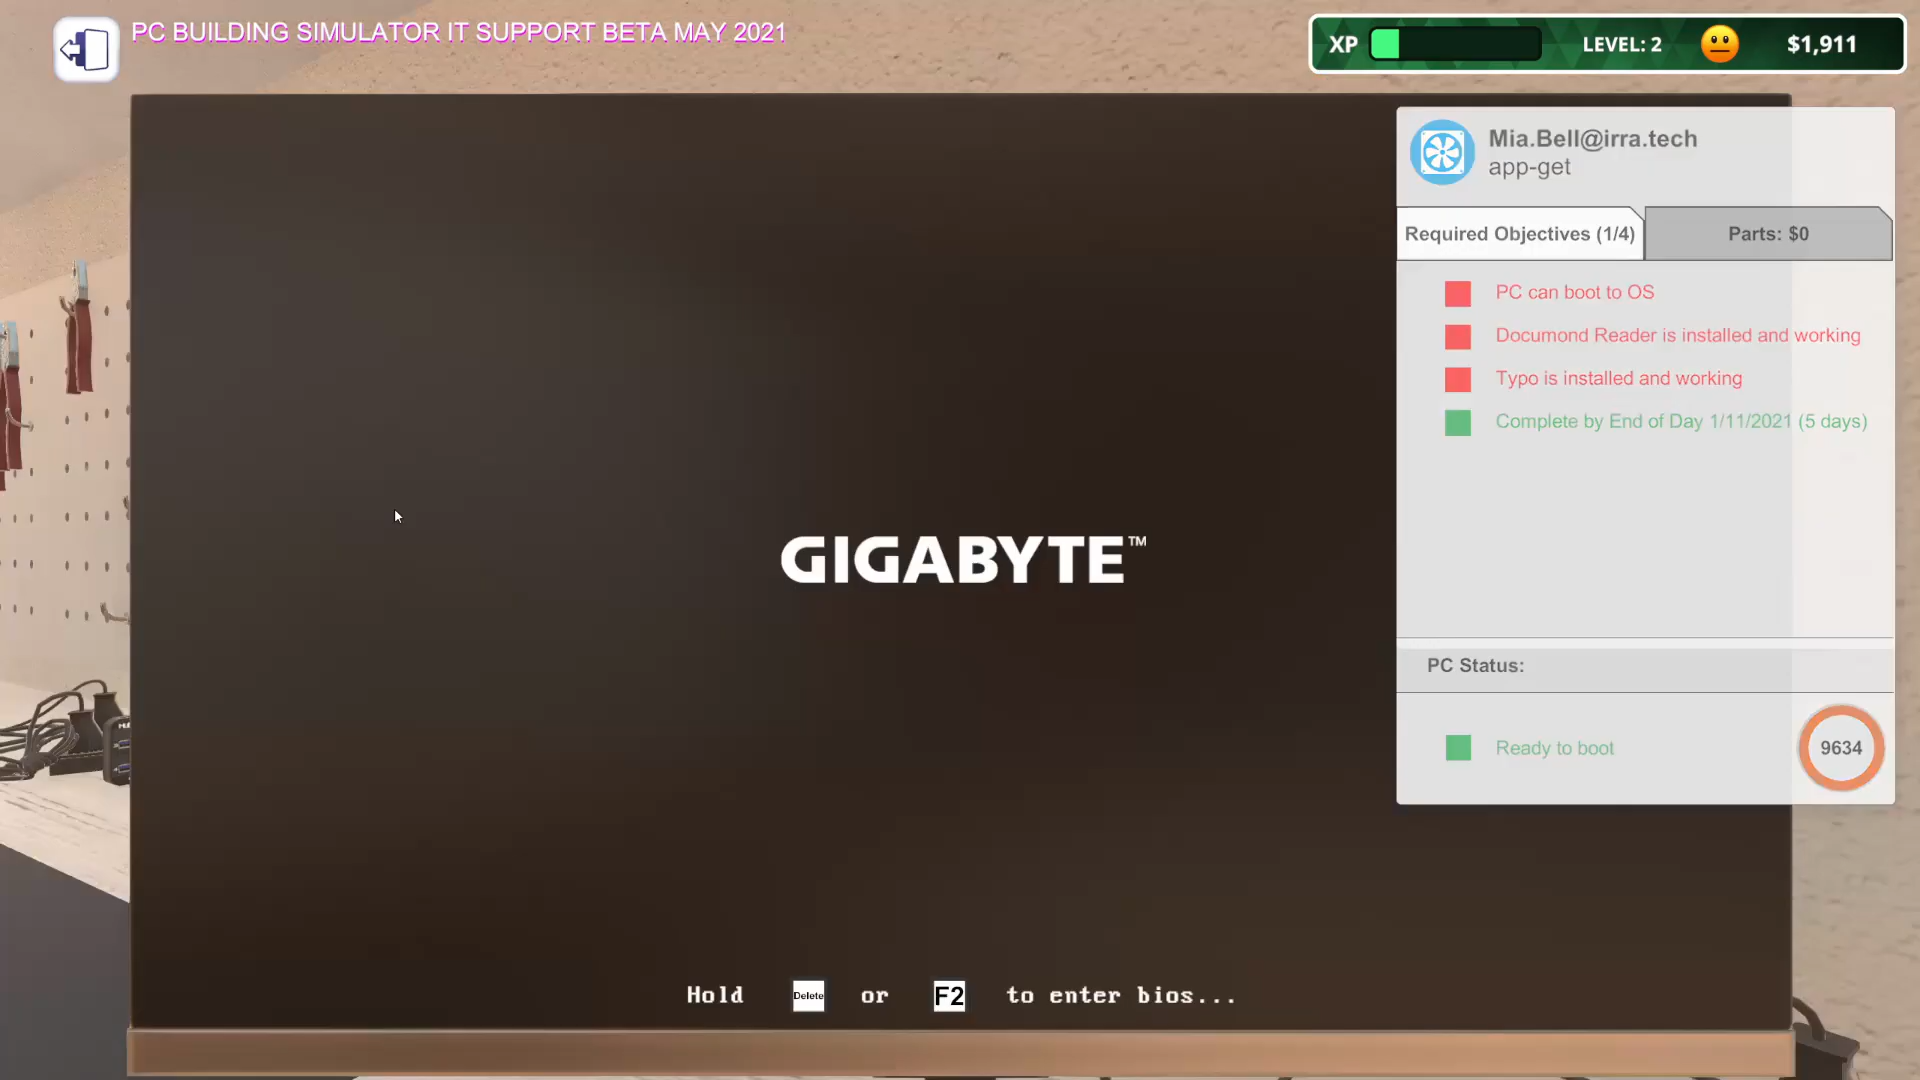 PC BUILDING SIMULATOR IT SUPPORT BETA MAY 2021
XP
LEVEL: 2
$1,911
Mia.Bell@irra.tech
app-get
Required Objectives (1/4)
Parts: $0
PC can boot to OS
Documond Reader is installed and working
Typo is installed and working
Complete by End of Day 1/11/2021 (5 days)
GIGABYTE™
PC Status:
Ready to boot
9634
Hold Delete or F2 to enter bios...